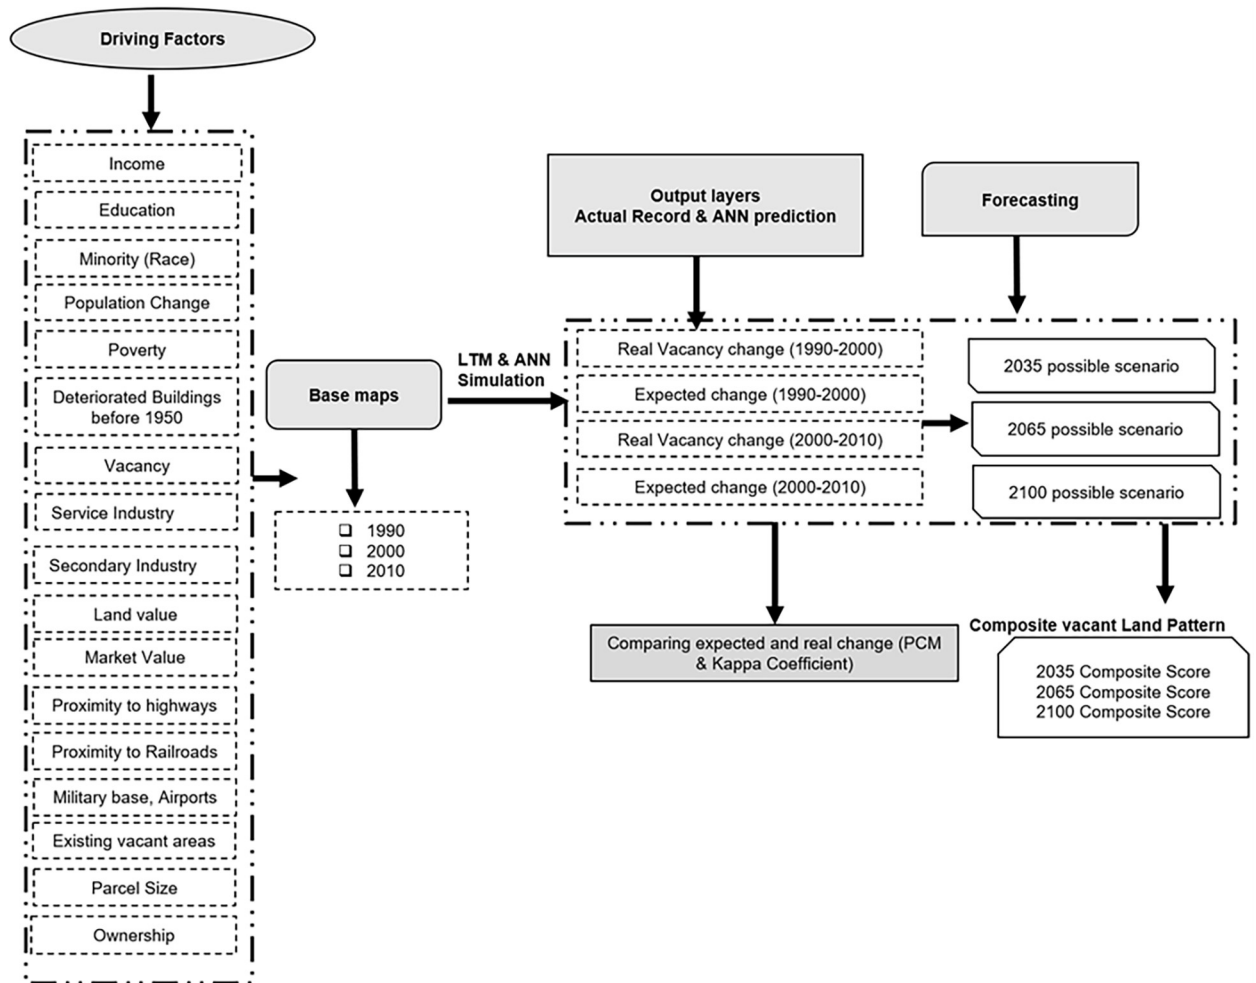 Driving Factors
Income
Education
Minority (Race)
Population Change
Poverty
Deteriorated Buildings
before 1950
Vacancy
Service Industry
Secondary Industry
Land value
Market Value
Proximity to highways
Proximity to Railroads
Military base, Airports
Existing vacant areas
Parcel Size
Ownership
Base maps
1990
2000
2010
LTM & ANN
Simulation
Output layers
Actual Record & ANN prediction
Real Vacancy change (1990-2000)
Expected change (1990-2000)
Real Vacancy change (2000-2010)
Expected change (2000-2010)
Comparing expected and real change (PCM
& Kappa Coefficient)
Forecasting
2035 possible scenario
2065 possible scenario
2100 possible scenario
Composite vacant Land Pattern
2035 Composite Score
2065 Composite Score
2100 Composite Score